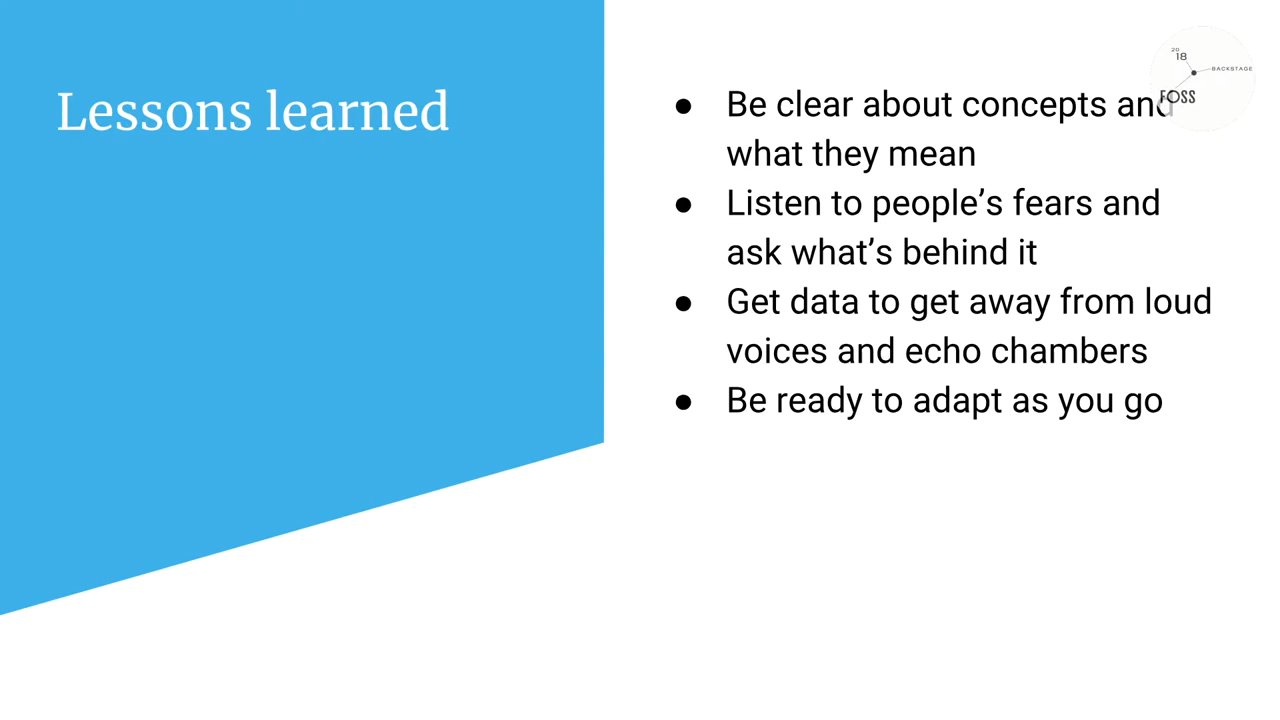 Lessons learned
● Be clear about concepts and
what they mean
● Listen to people’s fears and
ask what’s behind it
● Get data to get away from loud
voices and echo chambers
● Be ready to adapt as you go
20
18
BACKSTAGE
FOSS